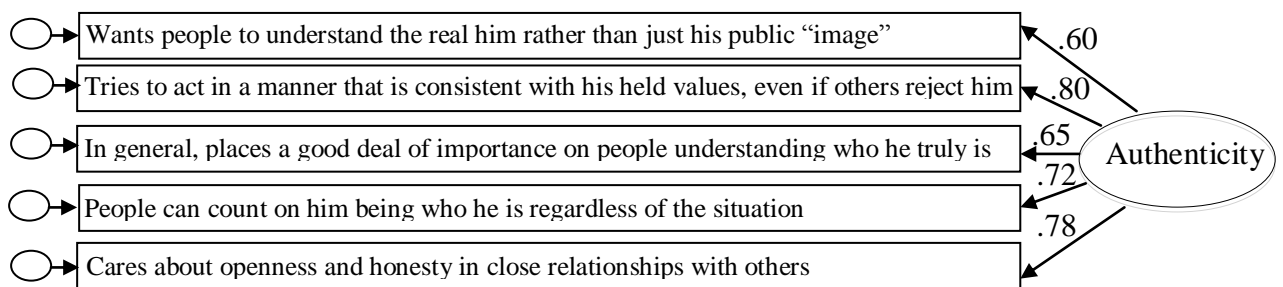 Wants people to understand the real him rather than just his public “image”
.60
Tries to act in a manner that is consistent with his held values, even if others reject him
.80
In general, places a good deal of importance on people understanding who he truly is
.65
Authenticity
.72
People can count on him being who he is regardless of the situation
.78
Cares about openness and honesty in close relationships with others